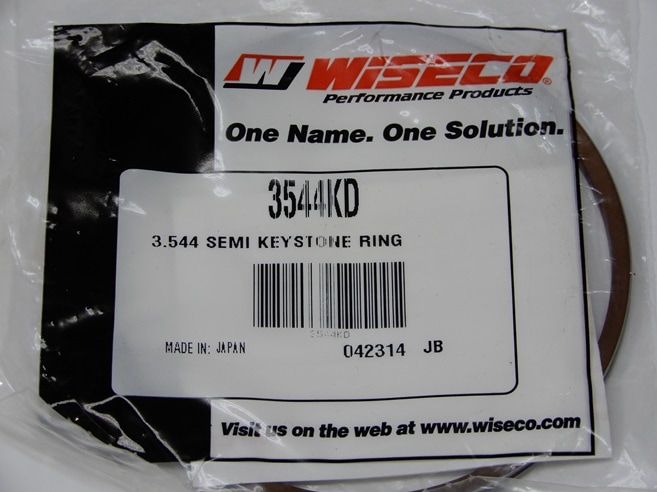 W WISECO®
Performance Products
One Name. One Solution.
3544KD
3.544 SEMI KEYSTONE RING
3544KD
MADE IN: JAPAN 042314 JB
Visit us on the web at www.wiseco.com